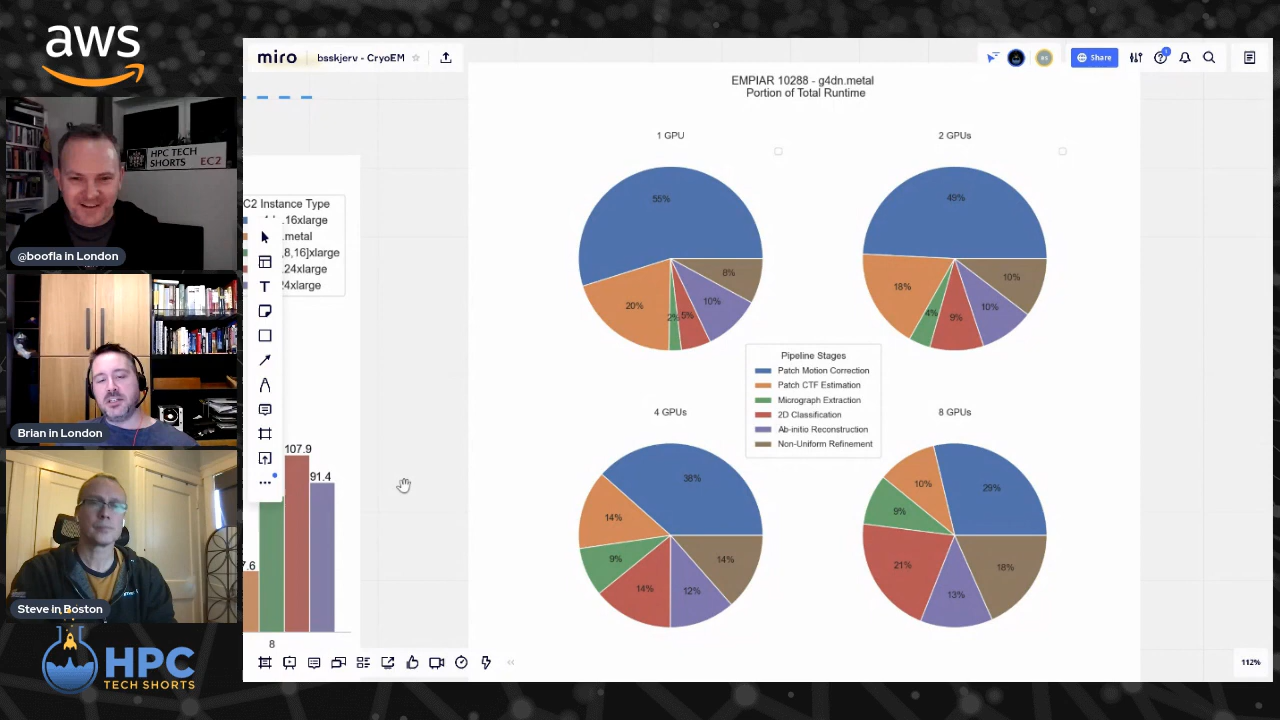 aws
HPC TECH
SHORTS
EC2
@boofla in London
Brian in London
Steve in Boston
HPC
TECH SHORTS
miro
bsskjerv - CryoEM
Share
EMPIAR 10288 - g4dn.metal
Portion of Total Runtime
C2 Instance Type
.16xlarge
.metal
,8,16]xlarge
.24xlarge
24xlarge
T
107.9
91.4
7.6
8
1 GPU
55%
20%
2%
5%
10%
8%
2 GPUs
49%
18%
4%
9%
10%
10%
Pipeline Stages
Patch Motion Correction
Patch CTF Estimation
Micrograph Extraction
2D Classification
Ab-initio Reconstruction
Non-Uniform Refinement
4 GPUs
38%
14%
9%
14%
12%
14%
8 GPUs
29%
10%
9%
21%
13%
18%
112%